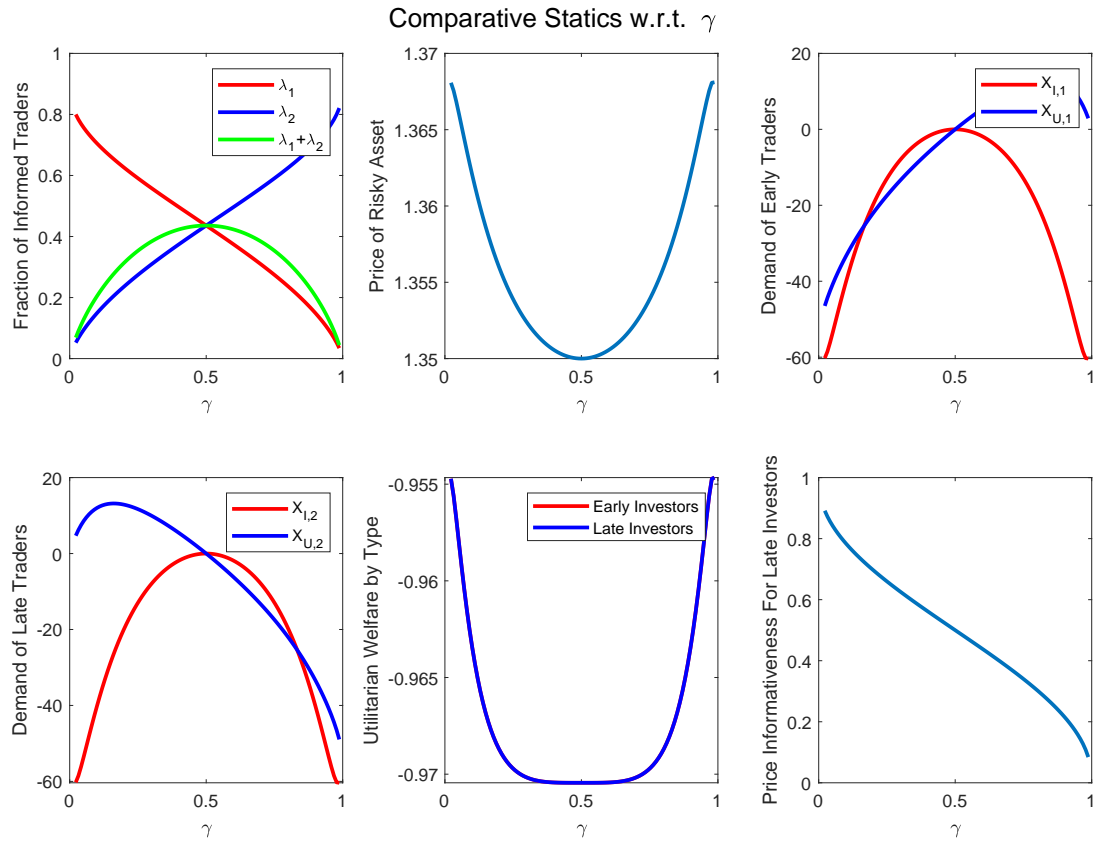 Comparative Statics w.r.t. γ
Fraction of Informed Traders
1
0.8
0.6
0.4
0.2
0
0
0.5
1
γ
λ1
λ2
λ1+λ2
Price of Risky Asset
1.37
1.365
1.36
1.355
1.35
0
0.5
1
γ
Demand of Early Traders
20
0
-20
-40
-60
0
0.5
1
γ
XI,1
XU,1
Demand of Late Traders
20
0
-20
-40
-60
0
0.5
1
γ
XI,2
XU,2
Utilitarian Welfare by Type
-0.955
-0.96
-0.965
-0.97
0
0.5
1
γ
Early Investors
Late Investors
Price Informativeness For Late Investors
1
0.8
0.6
0.4
0.2
0
0
0.5
1
γ